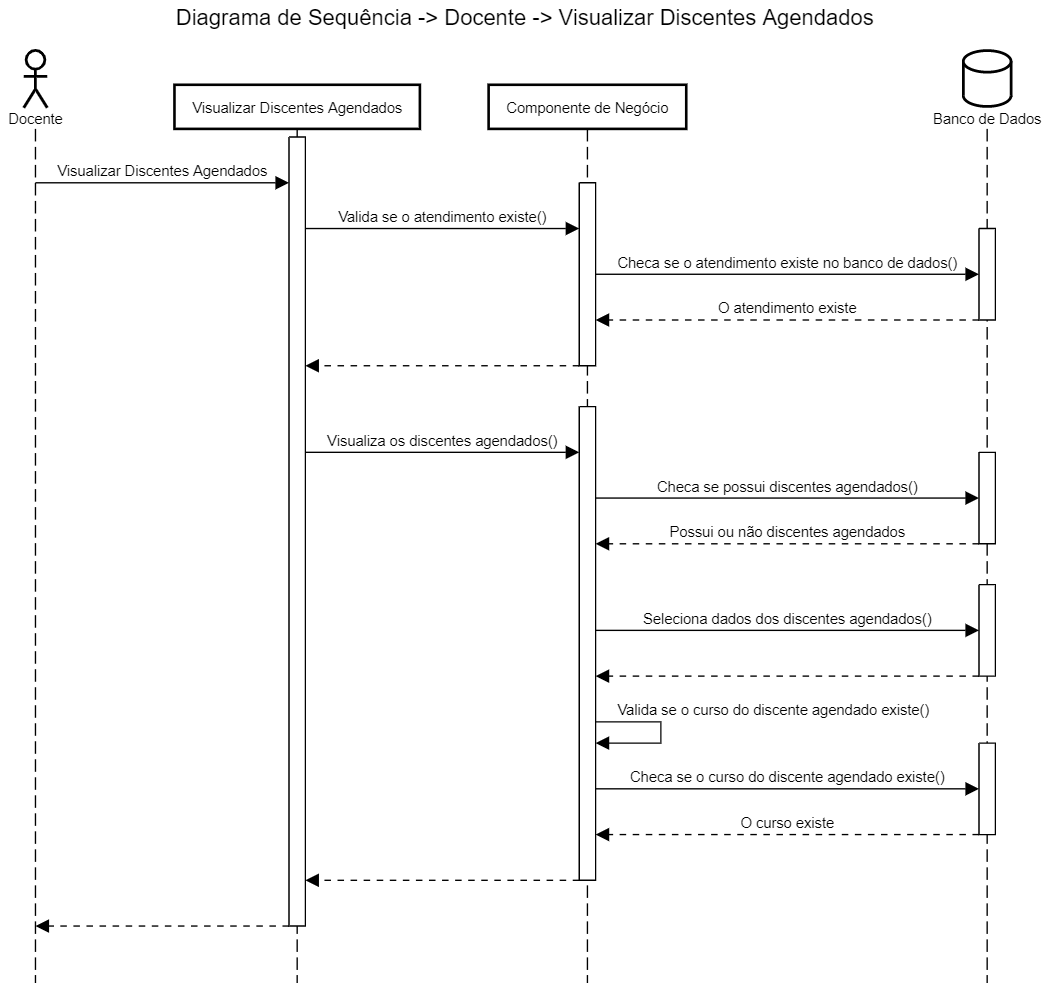 Diagrama de Sequência -> Docente -> Visualizar Discentes Agendados
Docente
Visualizar Discentes Agendados
Componente de Negócio
Banco de Dados
Visualizar Discentes Agendados
Valida se o atendimento existe()
Checa se o atendimento existe no banco de dados()
O atendimento existe
Visualiza os discentes agendados()
Checa se possui discentes agendados()
Possui ou não discentes agendados
Seleciona dados dos discentes agendados()
Valida se o curso do discente agendado existe()
Checa se o curso do discente agendado existe()
O curso existe